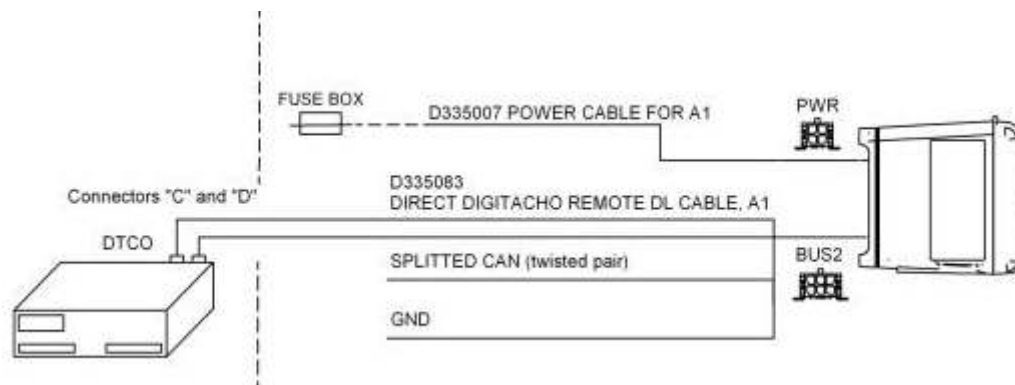 FUSE BOX
D335007 POWER CABLE FOR A1
PWR
D335083
DIRECT DIGITACHO REMOTE DL CABLE, A1
Connectors "C" and "D"
DTCO
SPLITTED CAN (twisted pair)
BUS2
GND